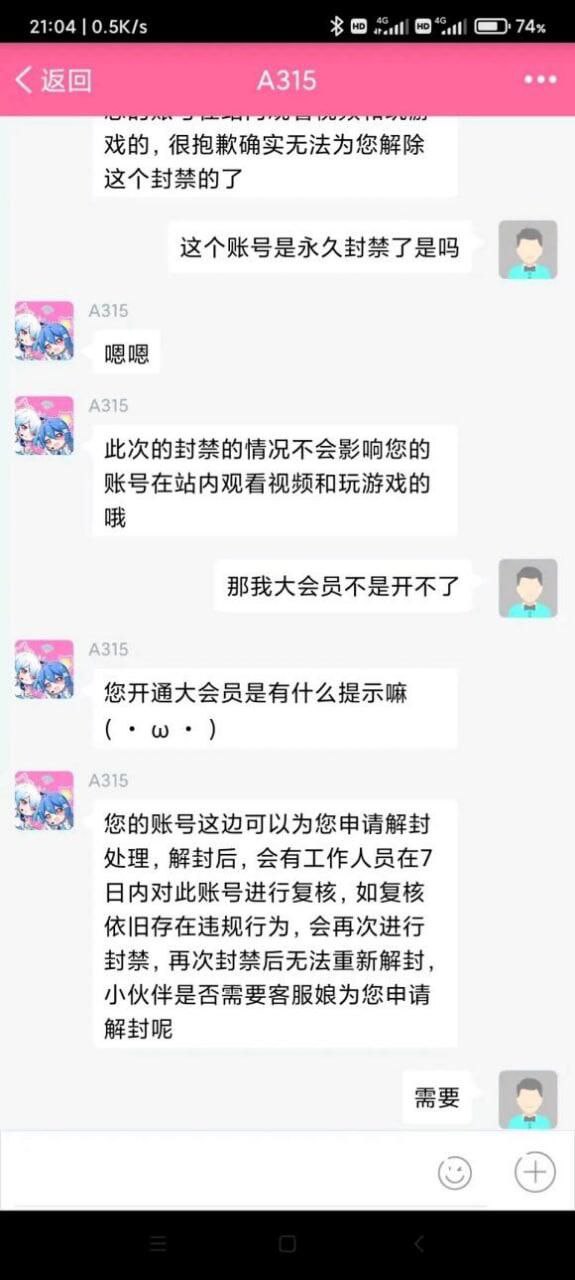 21:04 | 0.5K/s
HD 4G HD 4G 74%
返回
A315
戏的，很抱歉确实无法为您解除
这个封禁的了
这个账号是永久封禁了是吗
A315
嗯嗯
A315
此次的封禁的情况不会影响您的
账号在站内观看视频和玩游戏的
哦
那我大会员不是开不了
A315
您开通大会员是有什么提示嘛
(・ω・)
A315
您的账号这边可以为您申请解封
处理，解封后，会有工作人员在7
日内对此账号进行复核，如复核
依旧存在违规行为，会再次进行
封禁，再次封禁后无法重新解封，
小伙伴是否需要客服娘为您申请
解封呢
需要